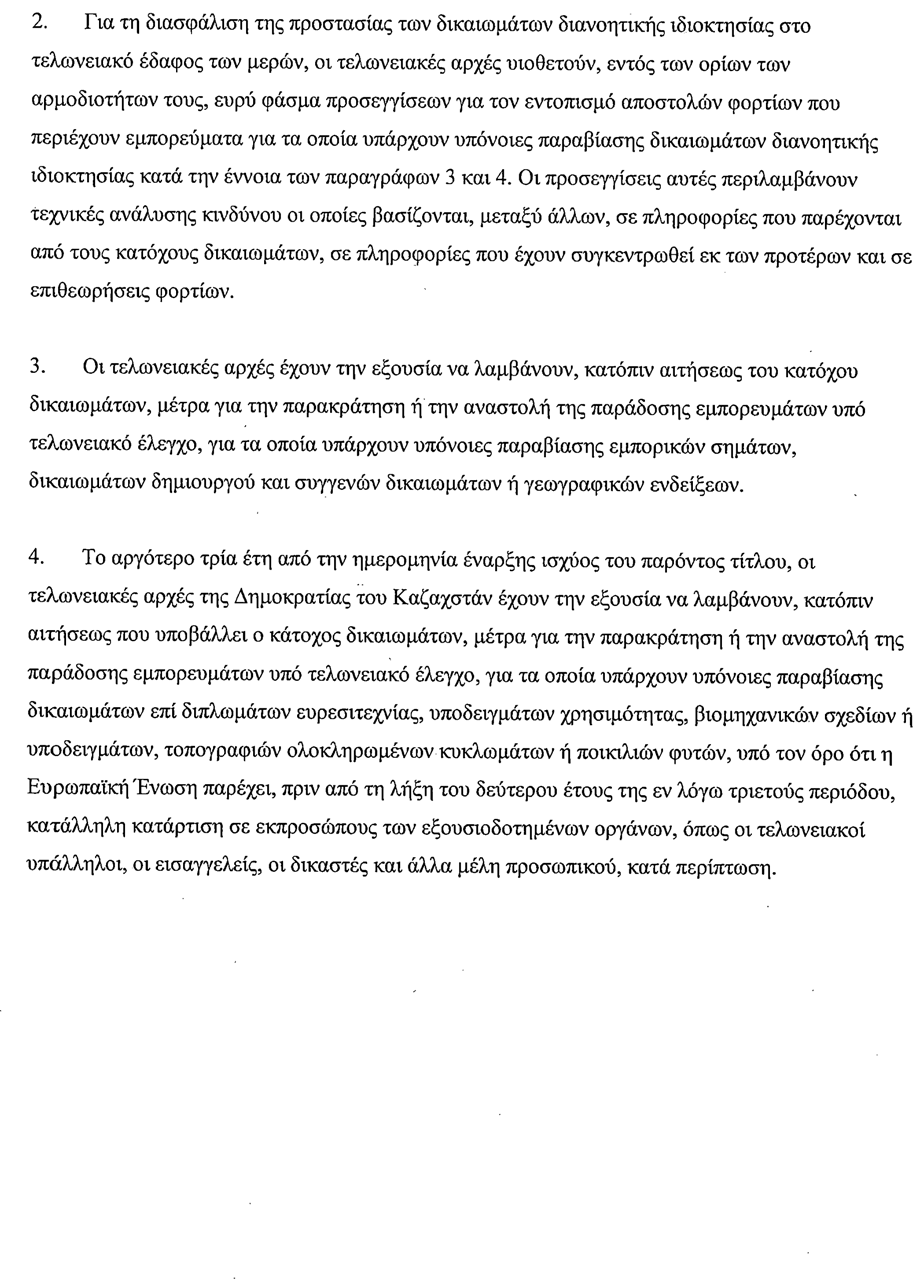 2. Για τη διασφάλιση της προστασίας των δικαιωμάτων διανοητικής ιδιοκτησίας στο
τελωνειακό έδαφος των μερών, οι τελωνειακές αρχές υιοθετούν, εντός των ορίων των
αρμοδιοτήτων τους, ευρύ φάσμα προσεγγίσεων για τον εντοπισμό αποστολών φορτίων που
περιέχουν εμπορεύματα για τα οποία υπάρχουν υπόνοιες παραβίασης δικαιωμάτων διανοητικής
ιδιοκτησίας κατά την έννοια των παραγράφων 3 και 4. Οι προσεγγίσεις αυτές περιλαμβάνουν
τεχνικές ανάλυσης κινδύνου οι οποίες βασίζονται, μεταξύ άλλων, σε πληροφορίες που παρέχονται
από τους κατόχους δικαιωμάτων, σε πληροφορίες που έχουν συγκεντρωθεί εκ των προτέρων και σε
επιθεωρήσεις φορτίων.
3. Οι τελωνειακές αρχές έχουν την εξουσία να λαμβάνουν, κατόπιν αιτήσεως του κατόχου
δικαιωμάτων, μέτρα για την παρακράτηση ή την αναστολή της παράδοσης εμπορευμάτων υπό
τελωνειακό έλεγχο, για τα οποία υπάρχουν υπόνοιες παραβίασης εμπορικών σημάτων,
δικαιωμάτων δημιουργού και συγγενών δικαιωμάτων ή γεωγραφικών ενδείξεων.
4. Το αργότερο τρία έτη από την ημερομηνία έναρξης ισχύος του παρόντος τίτλου, οι
τελωνειακές αρχές της Δημοκρατίας του Καζαχστάν έχουν την εξουσία να λαμβάνουν, κατόπιν
αιτήσεως που υποβάλλει ο κάτοχος δικαιωμάτων, μέτρα για την παρακράτηση ή την αναστολή της
παράδοσης εμπορευμάτων υπό τελωνειακό έλεγχο, για τα οποία υπάρχουν υπόνοιες παραβίασης
δικαιωμάτων επί διπλωμάτων ευρεσιτεχνίας, υποδειγμάτων χρησιμότητας, βιομηχανικών σχεδίων ή
υποδειγμάτων, τοπογραφιών ολοκληρωμένων κυκλωμάτων ή ποικιλιών φυτών, υπό τον όρο ότι η
Ευρωπαϊκή Ένωση παρέχει, πριν από τη λήξη του δεύτερου έτους της εν λόγω τριετούς περιόδου,
κατάλληλη κατάρτιση σε εκπροσώπους των εξουσιοδοτημένων οργάνων, όπως οι τελωνειακοί
υπάλληλοι, οι εισαγγελείς, οι δικαστές και άλλα μέλη προσωπικού, κατά περίπτωση.